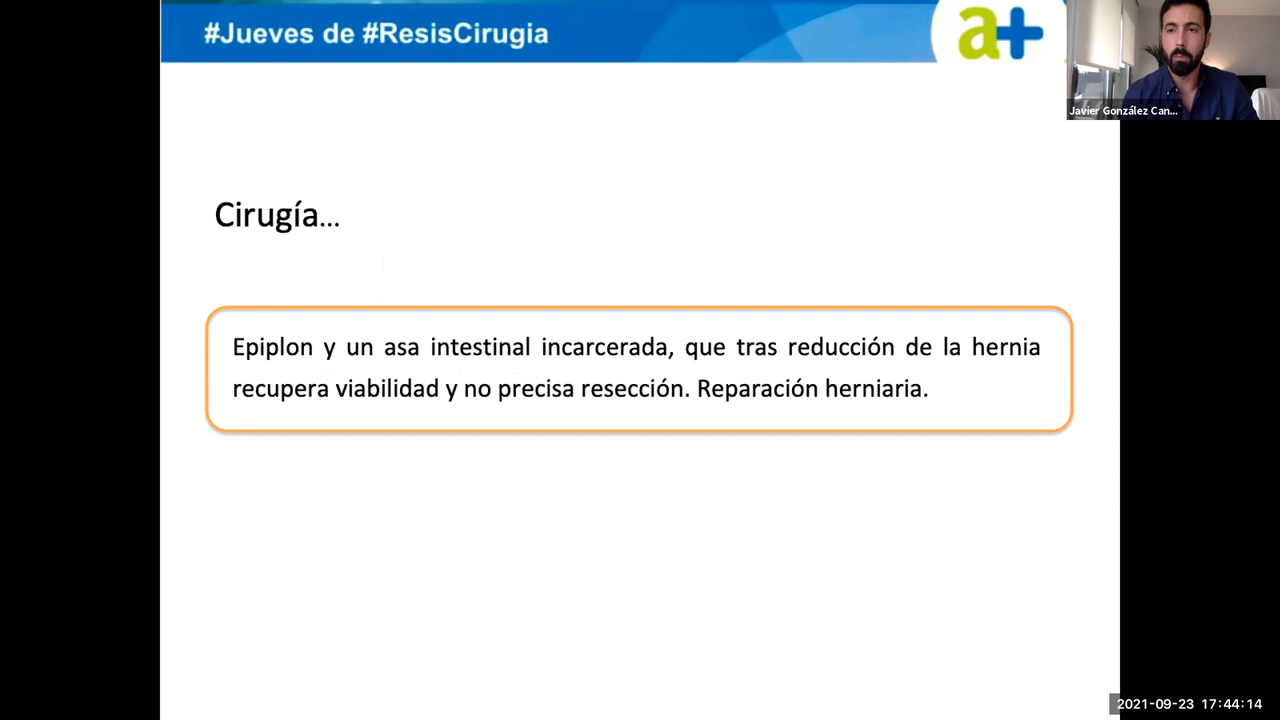 #Jueves de #ResisCirugia
a+
Javier González Can...
Cirugía...
Epiplon y un asa intestinal incarcerada, que tras reducción de la hernia
recupera viabilidad y no precisa resección. Reparación herniaria.
2021-09-23 17:44:14